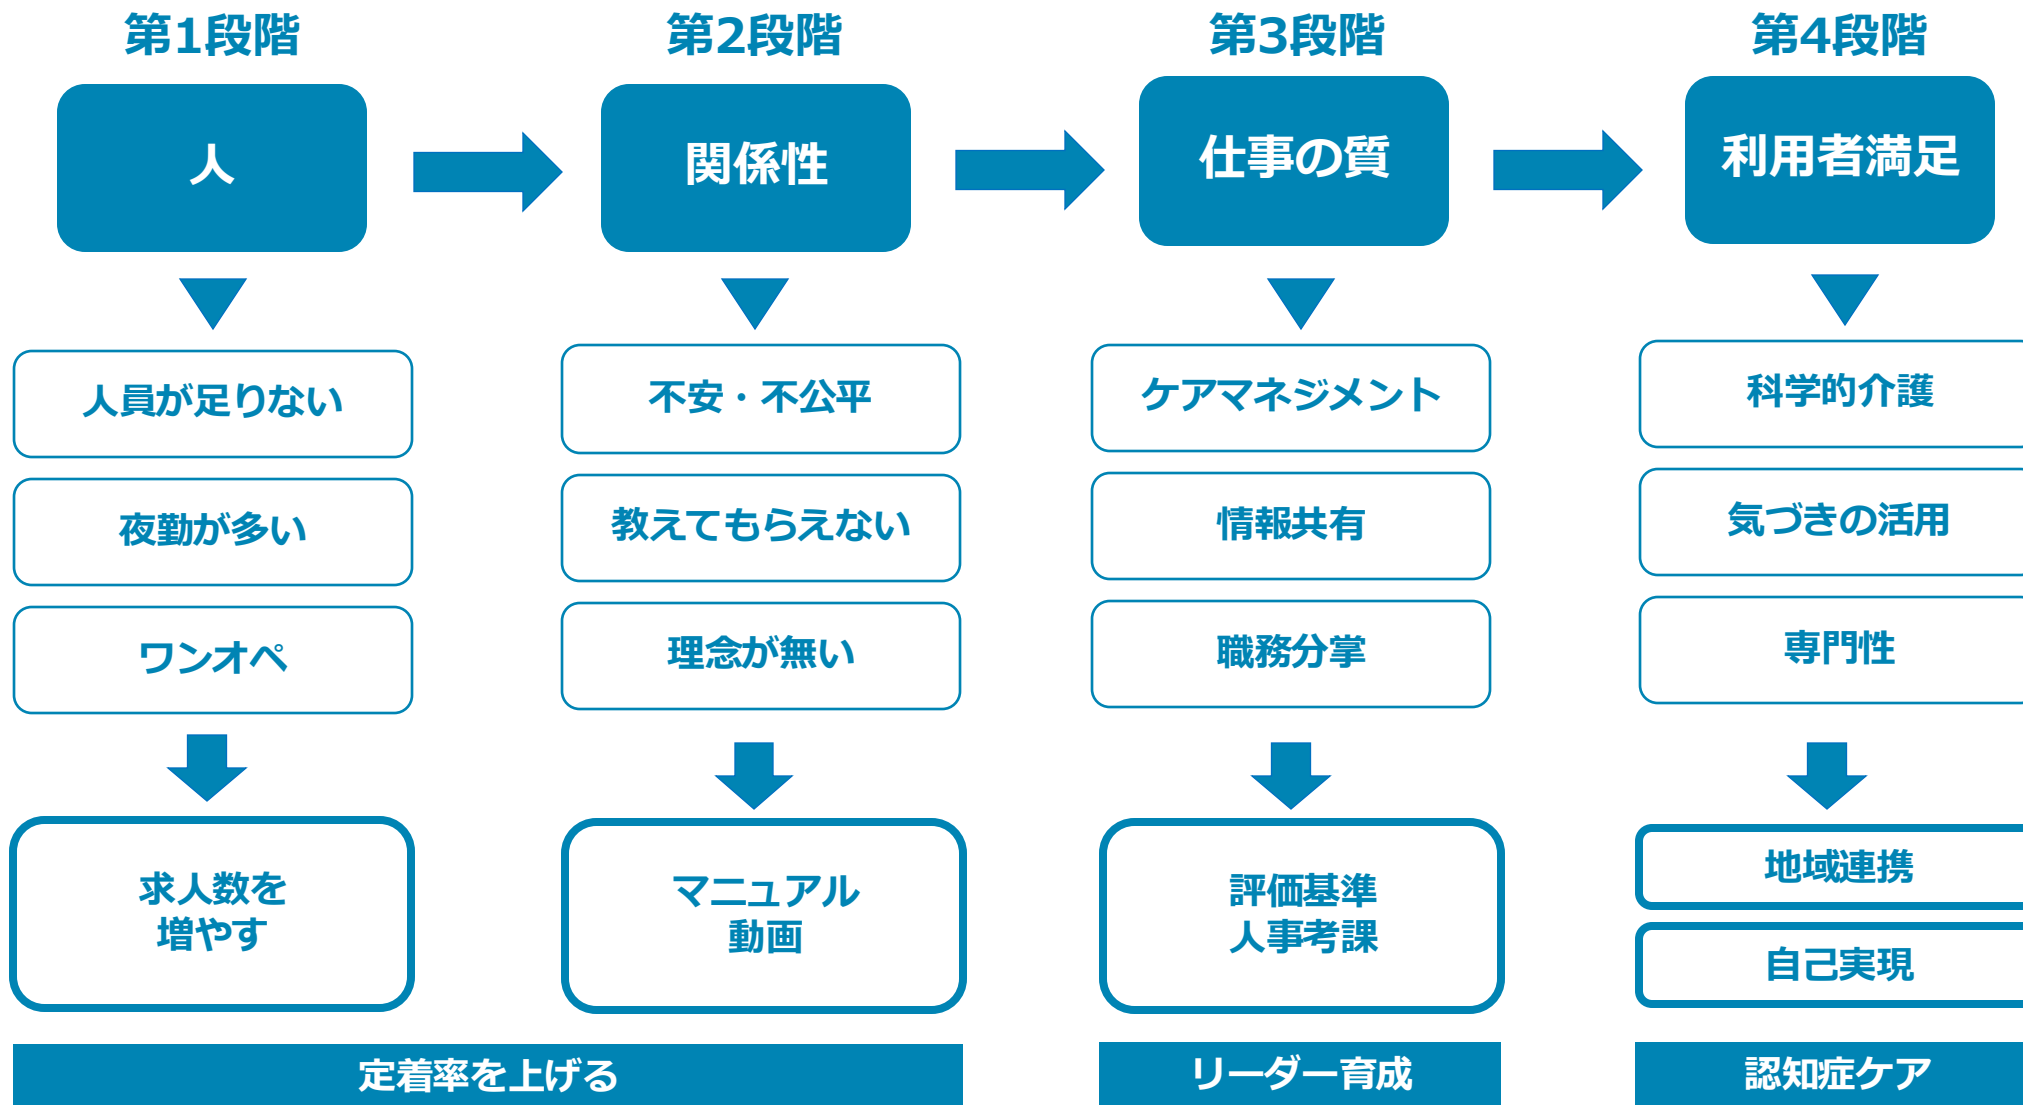 第1段階
人
人員が足りない
夜勤が多い
ワンオペ
求人数を
増やす
第2段階
関係性
不安・不公平
教えてもらえない
理念が無い
マニュアル
動画
定着率を上げる
第3段階
仕事の質
ケアマネジメント
情報共有
職務分掌
評価基準
人事考課
リーダー育成
第4段階
利用者満足
科学的介護
気づきの活用
専門性
地域連携
自己実現
認知症ケア